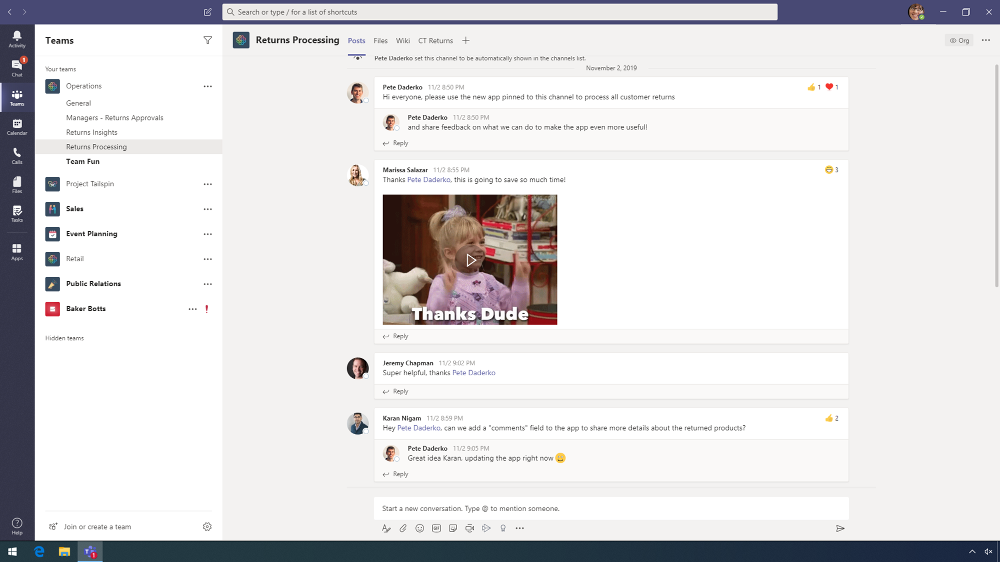 Search or type / for a list of shortcuts
Activity
1
Chat
Teams
Calendar
Calls
Files
Tasks
Apps
Help
Teams
Your teams
Operations
General
Managers - Returns Approvals
Returns Insights
Returns Processing
Team Fun
Project Tailspin
Sales
Event Planning
Retail
Public Relations
Baker Botts
Hidden teams
Join or create a team
Returns Processing Posts Files Wiki CT Returns
Org
Pete Daderko set this channel to be automatically shown in the channels list.
November 2, 2019
Pete Daderko 11/2 8:50 PM 1 1
Hi everyone, please use the new app pinned to this channel to process all customer returns
Pete Daderko 11/2 8:50 PM
and share feedback on what we can do to make the app even more useful!
Reply
Marissa Salazar 11/2 8:55 PM 3
Thanks Pete Daderko, this is going to save so much time!
Thanks Dude
Reply
Jeremy Chapman 11/2 9:02 PM
Super helpful, thanks Pete Daderko
Reply
Karan Nigam 11/2 8:59 PM 2
Hey Pete Daderko, can we add a "comments" field to the app to share more details about the returned products?
Pete Daderko 11/2 9:05 PM
Great idea Karan, updating the app right now
Reply
Start a new conversation. Type @ to mention someone.
GIF
T 1